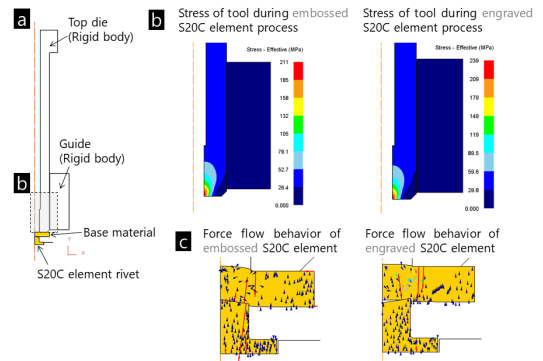 a
Top die
(Rigid body)
Guide
(Rigid body)
b
Base material
Y
X
S20C element rivet
b
Stress of tool during embossed
S20C element process
Stress - Effective (MPa)
211
185
158
132
105
79.1
52.7
26.4
0.000
Stress of tool during engraved
S20C element process
Stress - Effective (MPa)
239
209
179
149
119
89.5
59.6
29.8
0.000
c
Force flow behavior of
embossed S20C element
Force flow behavior of
engraved S20C element